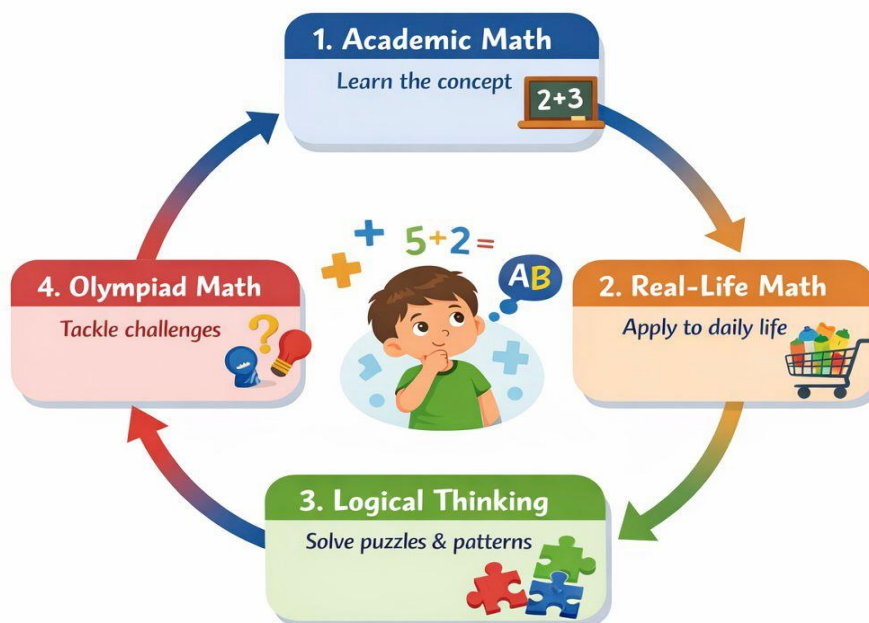 1. Academic Math
Learn the concept
2+3
5+2=
AB
4. Olympiad Math
Tackle challenges
?
2. Real-Life Math
Apply to daily life
3. Logical Thinking
Solve puzzles & patterns